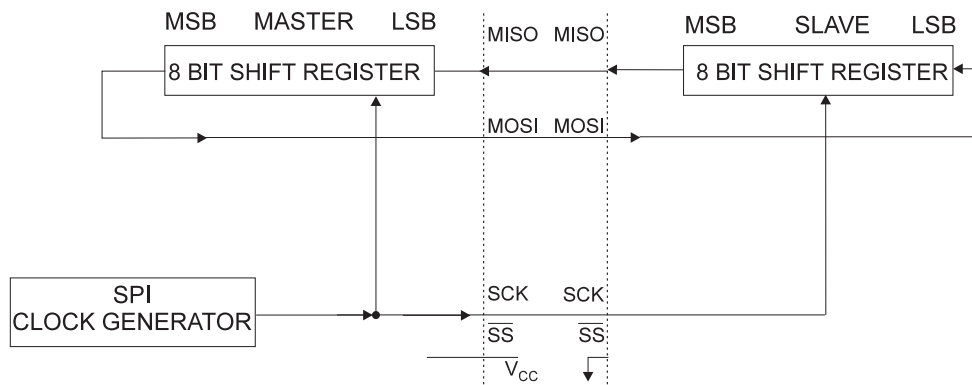 MSB MASTER LSB
MISO MISO
MSB SLAVE LSB
8 BIT SHIFT REGISTER
8 BIT SHIFT REGISTER
MOSI MOSI
SPI
CLOCK GENERATOR
SCK SCK
SS SS
VCC